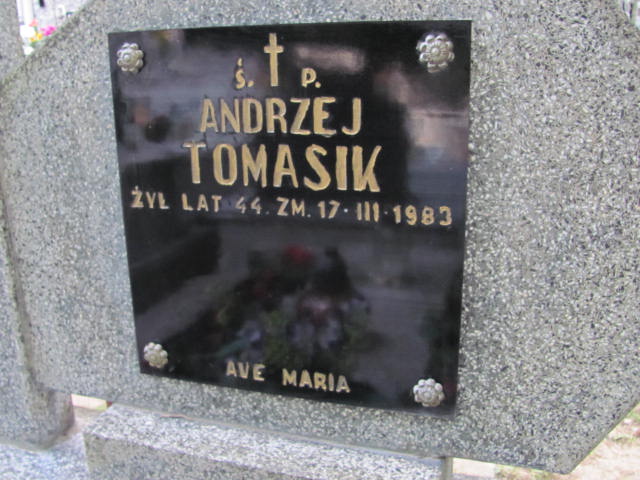 Ś. P.
ANDRZEJ
TOMASIK
ŻYŁ LAT 44. ZM. 17·III·1983
AVE MARIA